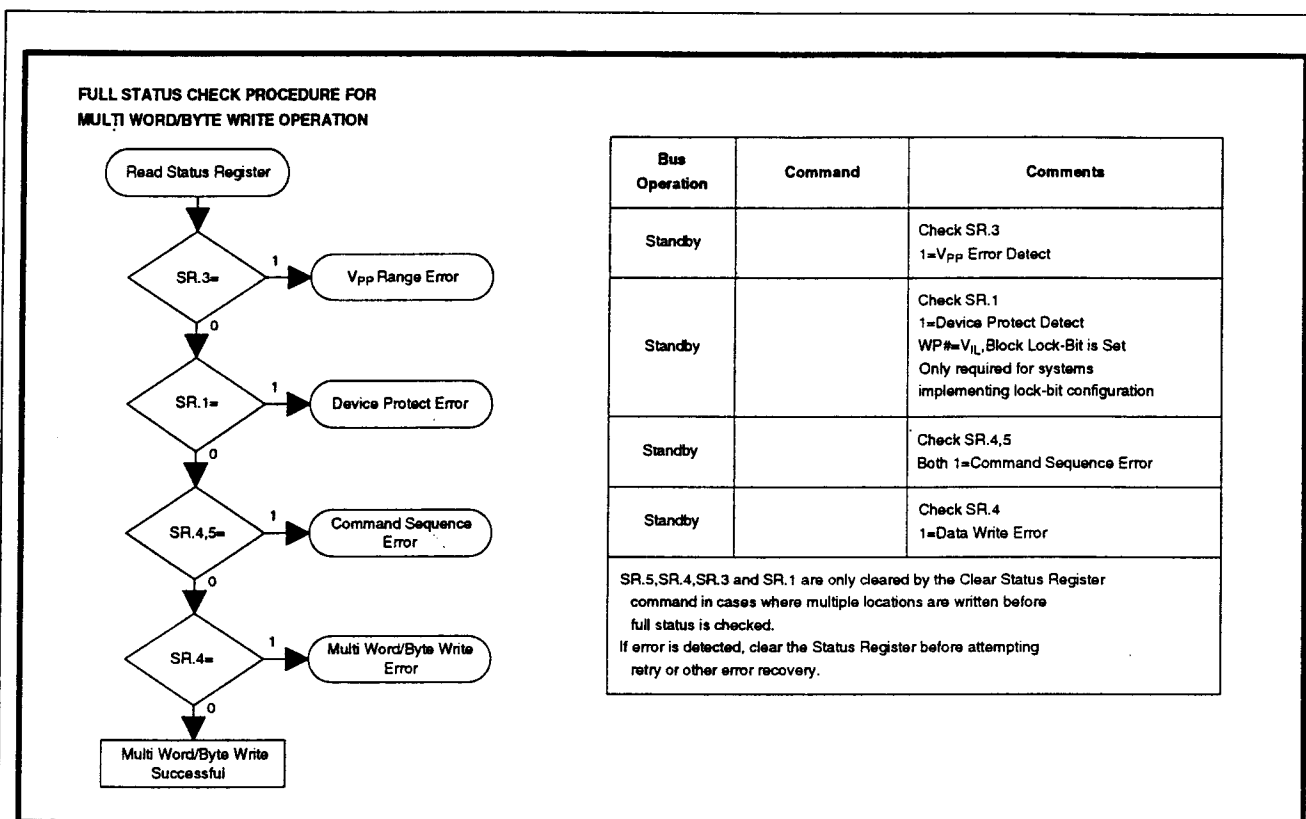 FULL STATUS CHECK PROCEDURE FOR
MULTI WORD/BYTE WRITE OPERATION
Read Status Register
SR.3=
1
VPP Range Error
0
SR.1=
1
Device Protect Error
0
SR.4,5=
1
Command Sequence
Error
0
SR.4=
1
Multi Word/Byte Write
Error
0
Multi Word/Byte Write
Successful
Bus
Operation
Command
Comments
Standby
Check SR.3
1=VPP Error Detect
Standby
Check SR.1
1=Device Protect Detect
WP#=VIL,Block Lock-Bit is Set
Only required for systems
implementing lock-bit configuration
Standby
Check SR.4,5
Both 1=Command Sequence Error
Standby
Check SR.4
1=Data Write Error
SR.5,SR.4,SR.3 and SR.1 are only cleared by the Clear Status Register
command in cases where multiple locations are written before
full status is checked.
If error is detected, clear the Status Register before attempting
retry or other error recovery.